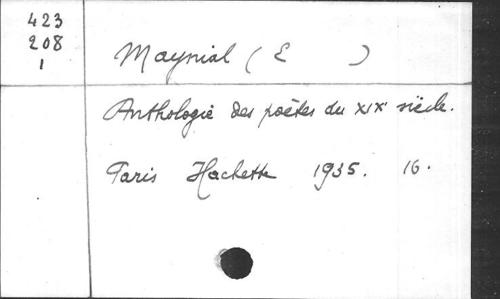 423
208
1
Maynial ( E )
Anthologie des poètes du XIXe siècle.
Paris Hachette 1935. 16.